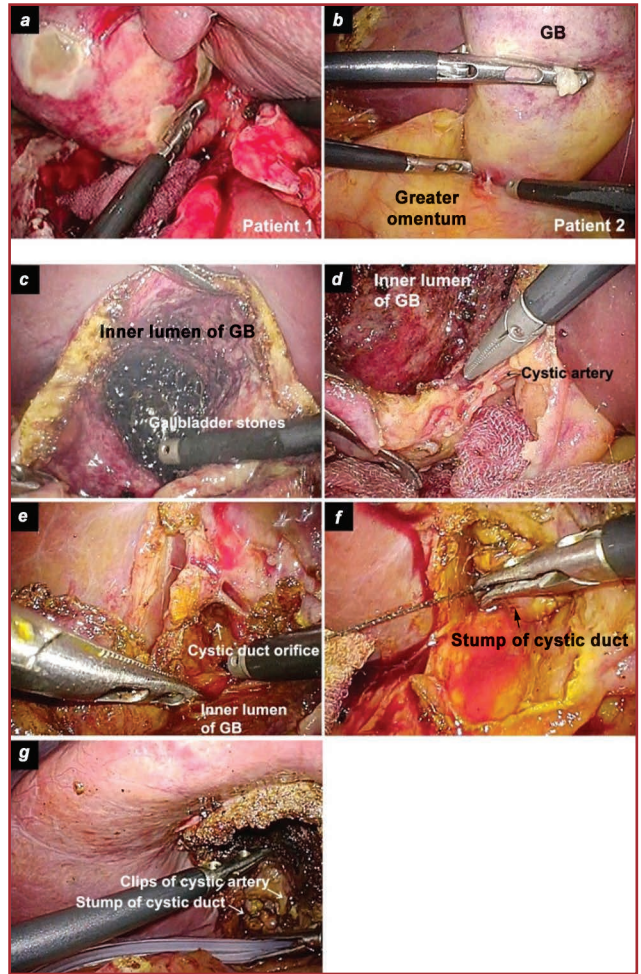 a
Patient 1
b
GB
Greater
omentum
Patient 2
c
Inner lumen of GB
Gallbladder stones
d
Inner lumen
of GB
←Cystic artery
e
Cystic duct orifice
Inner lumen
of GB
f
Stump of cystic duct
g
Clips of cystic artery
Stump of cystic duct